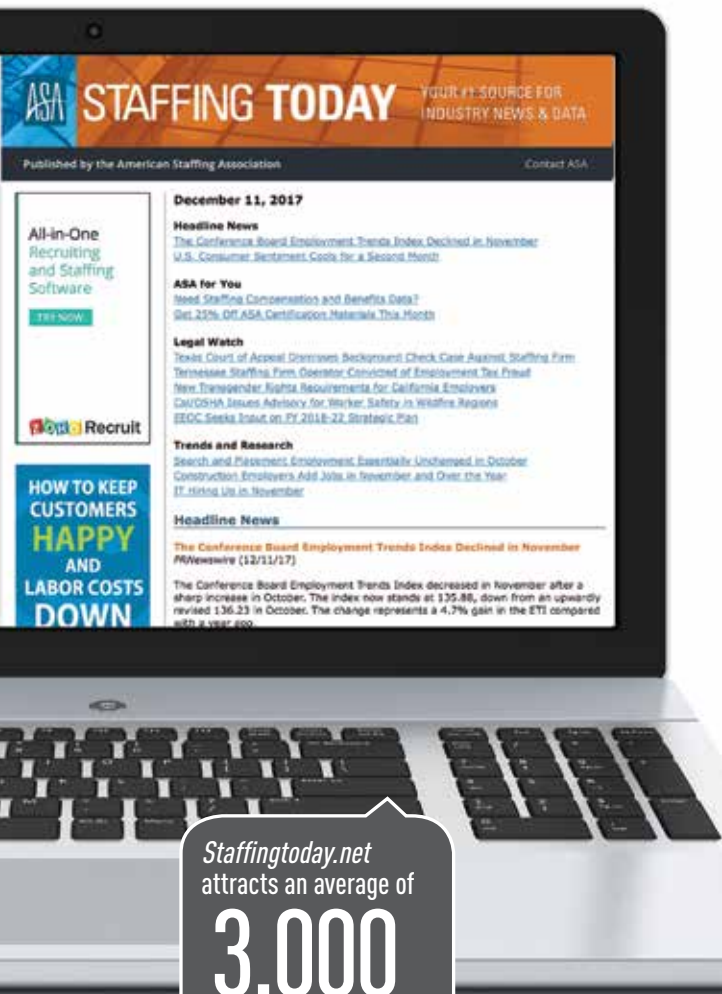 ASA STAFFING TODAY
YOUR #1 SOURCE FOR
INDUSTRY NEWS & DATA
Published by the American Staffing Association
Contact ASA
All-in-One
Recruiting
and Staffing
Software
TRY NOW
ZOHO Recruit
HOW TO KEEP
CUSTOMERS
HAPPY
AND
LABOR COSTS
DOWN
December 11, 2017
Headline News
The Conference Board Employment Trends Index Declined in November
U.S. Consumer Sentiment Cools for a Second Month
ASA for You
Need Staffing Compensation and Benefits Data?
Get 25% Off ASA Certification Materials This Month
Legal Watch
Texas Court of Appeal Dismisses Background Check Case Against Staffing Firm
Tennessee Staffing Firm Operator Convicted of Employment Tax Fraud
New Transgender Rights Requirements for California Employers
Cal/OSHA Issues Advisory for Worker Safety in Wildfire Regions
EEOC Seeks Input on FY 2018-22 Strategic Plan
Trends and Research
Search and Placement Employment Essentially Unchanged in October
Construction Employers Add Jobs in November and Over the Year
IT Hiring Up in November
Headline News
The Conference Board Employment Trends Index Declined in November
PRNewswire (12/11/17)
The Conference Board Employment Trends Index decreased in November after a
sharp increase in October. The index now stands at 135.88, down from an upwardly
revised 136.23 in October. The change represents a 4.7% gain in the ETI compared
with a year ago.
Staffingtoday.net
attracts an average of
3,000